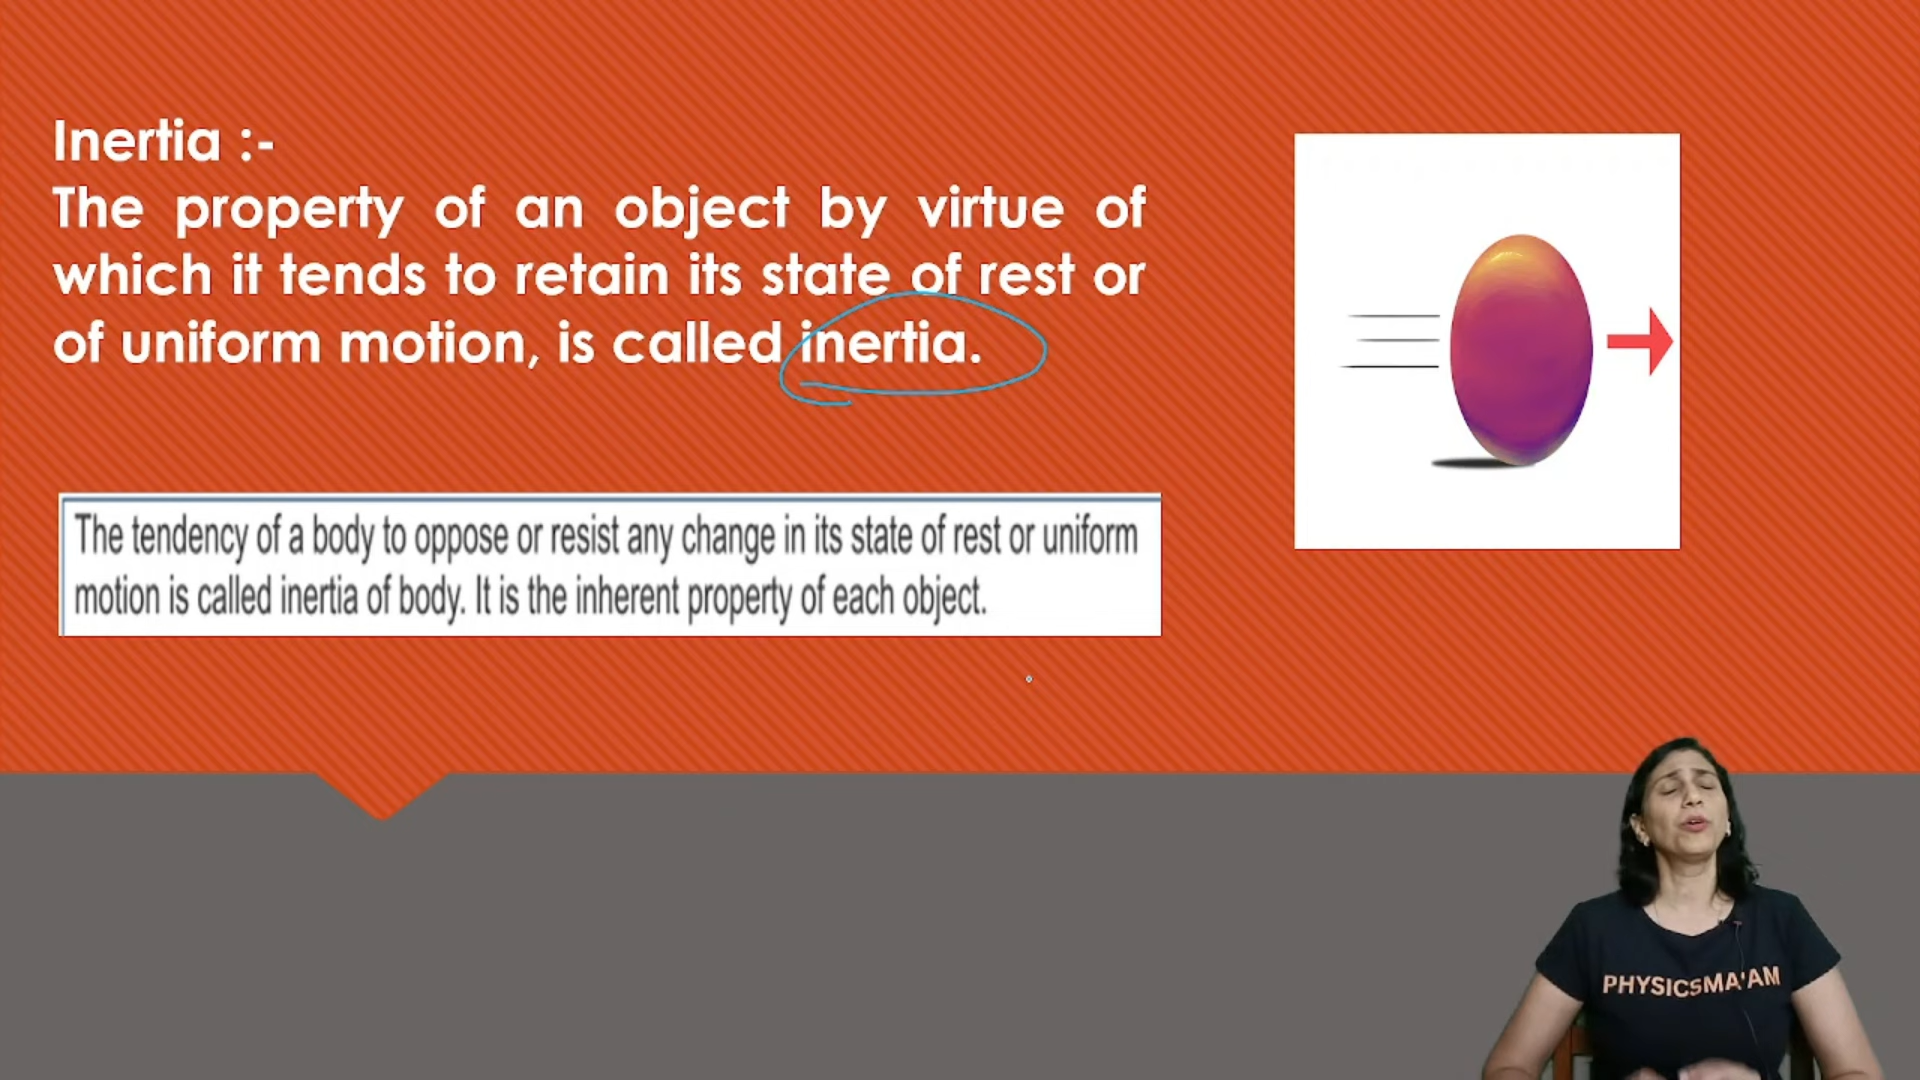 Inertia :-
The property of an object by virtue of
which it tends to retain its state of rest or
of uniform motion, is called inertia.
The tendency of a body to oppose or resist any change in its state of rest or uniform
motion is called inertia of body. It is the inherent property of each object.
PHYSICSMA'AM